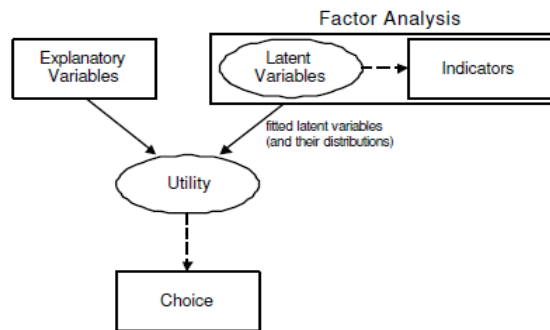 Factor Analysis
Explanatory
Variables
Latent
Variables
Indicators
fitted latent variables
(and their distributions)
Utility
Choice